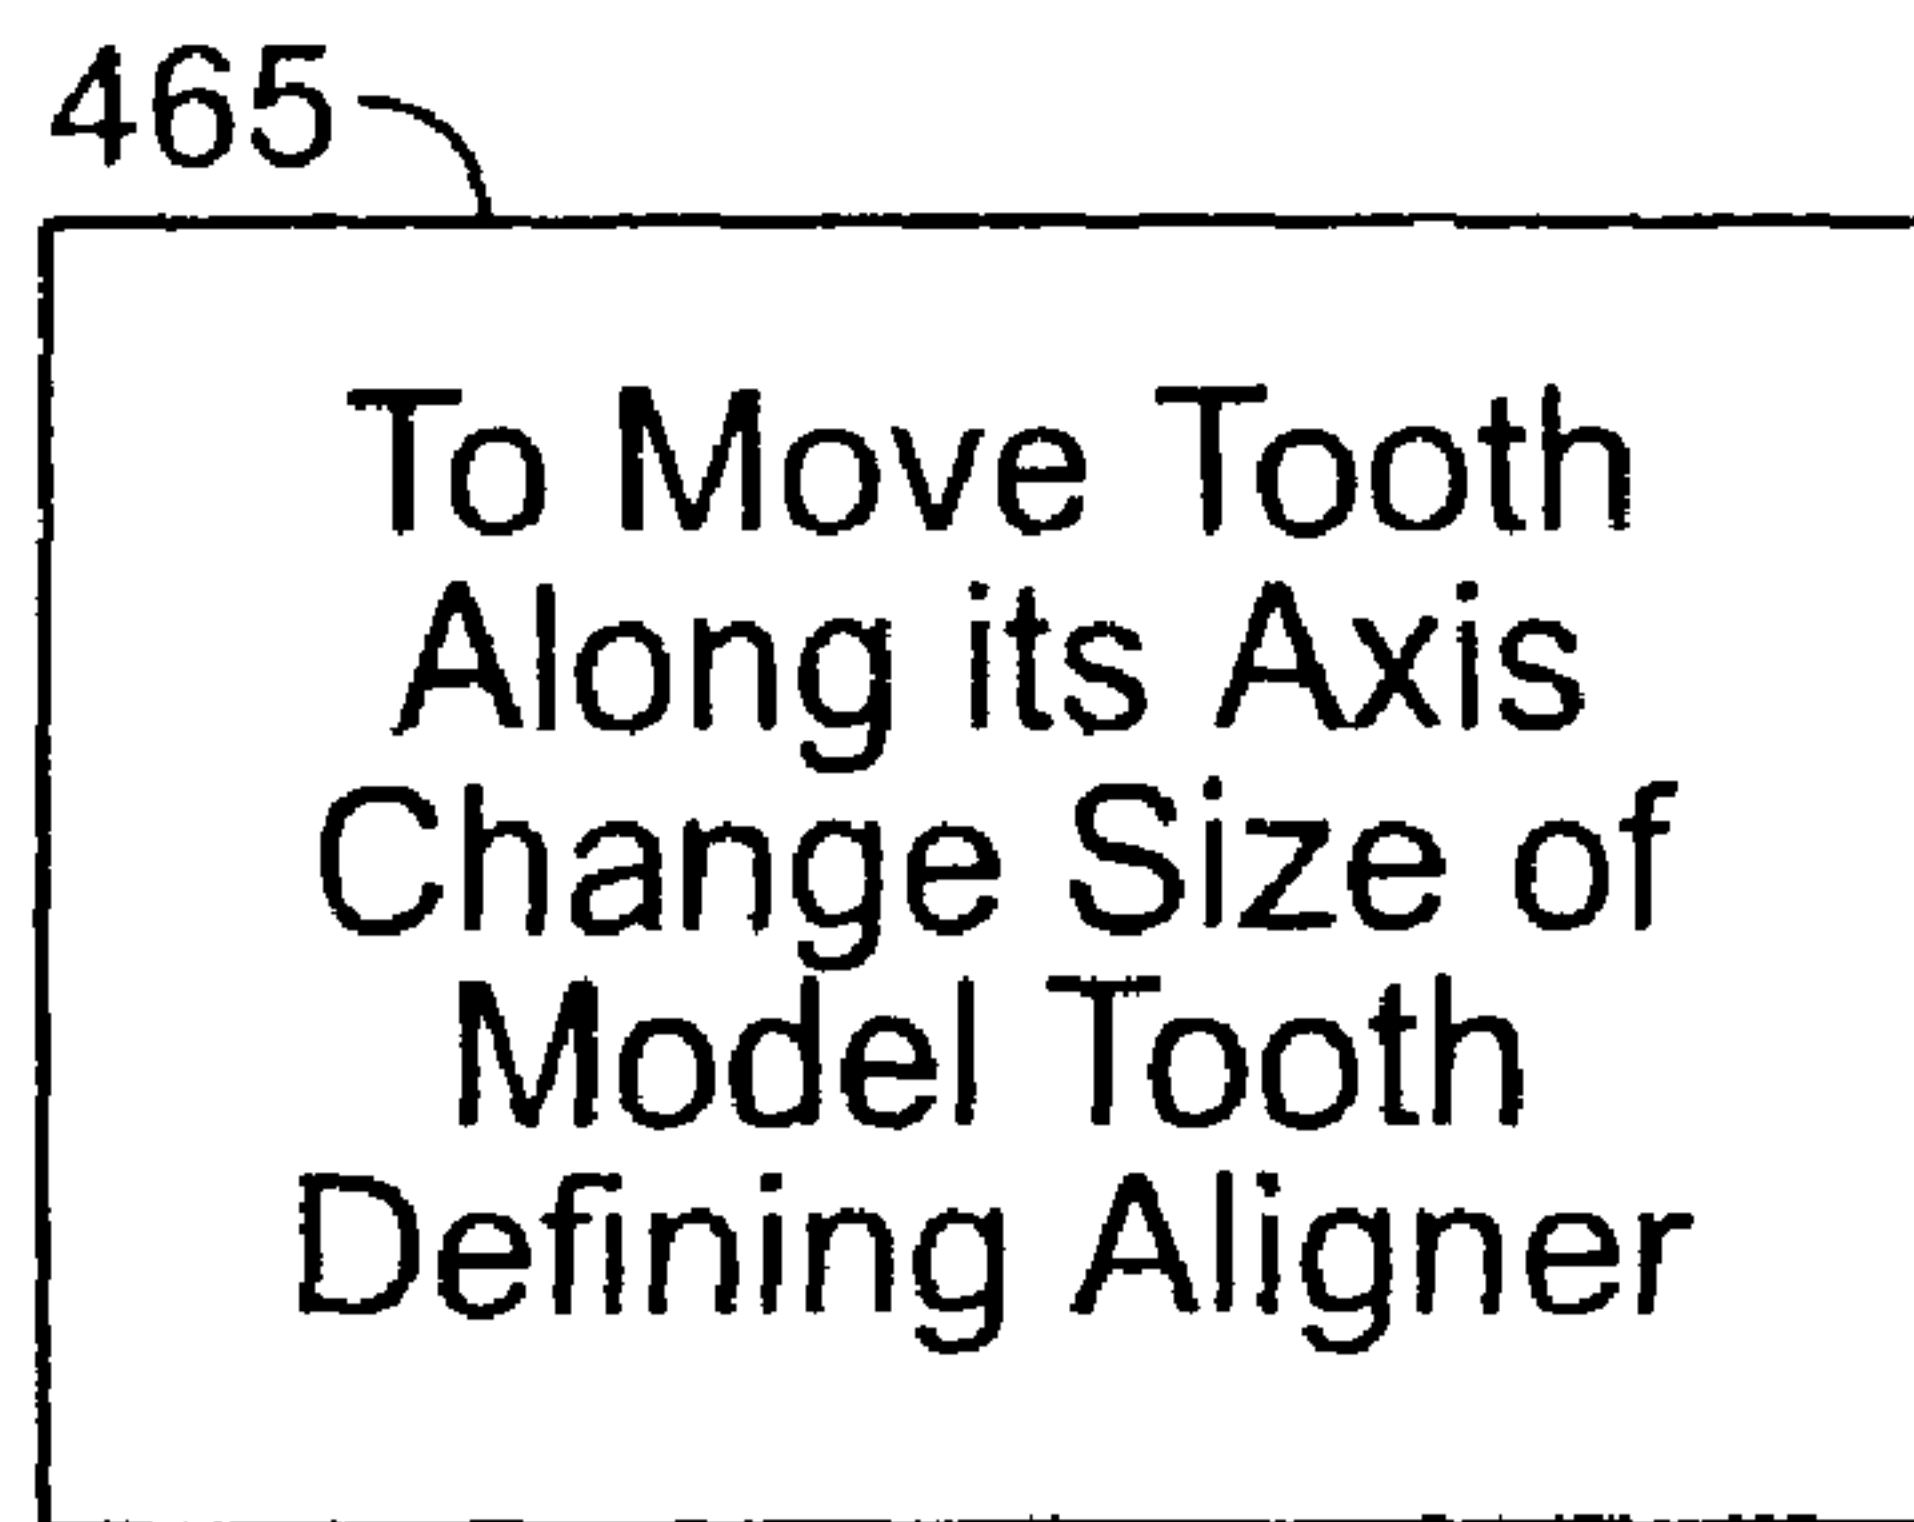 465
To Move Tooth
Along its Axis
Change Size of
Model Tooth
Defining Aligner